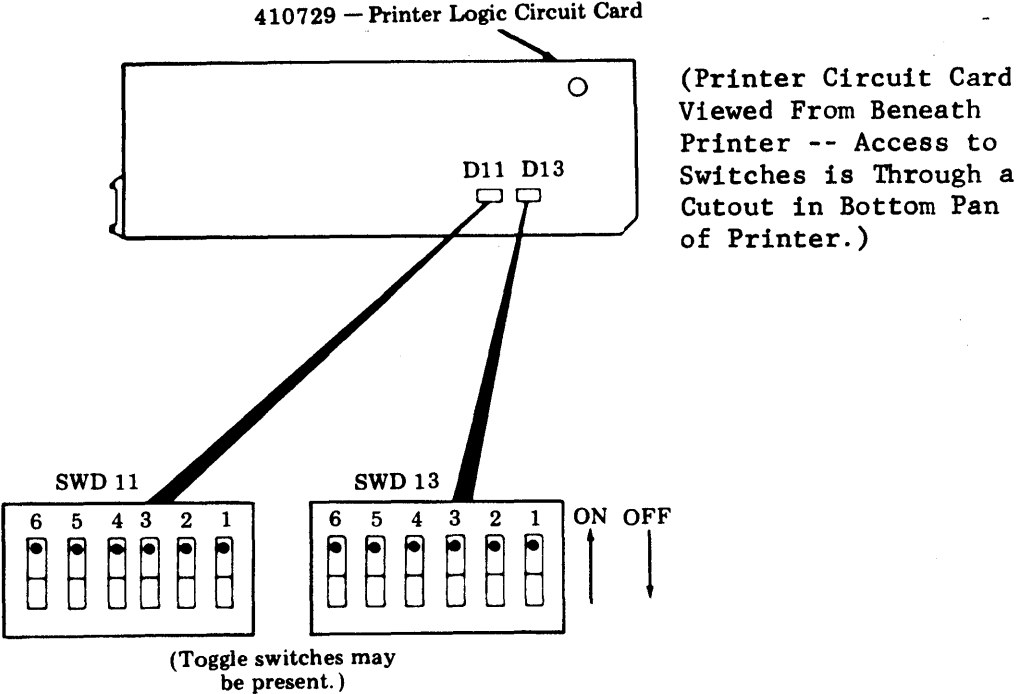 410729 — Printer Logic Circuit Card
(Printer Circuit Card
Viewed From Beneath
Printer -- Access to
Switches is Through a
Cutout in Bottom Pan
of Printer.)
D11 D13
SWD 11
6 5 4 3 2 1
SWD 13
6 5 4 3 2 1
ON OFF
(Toggle switches may
be present.)